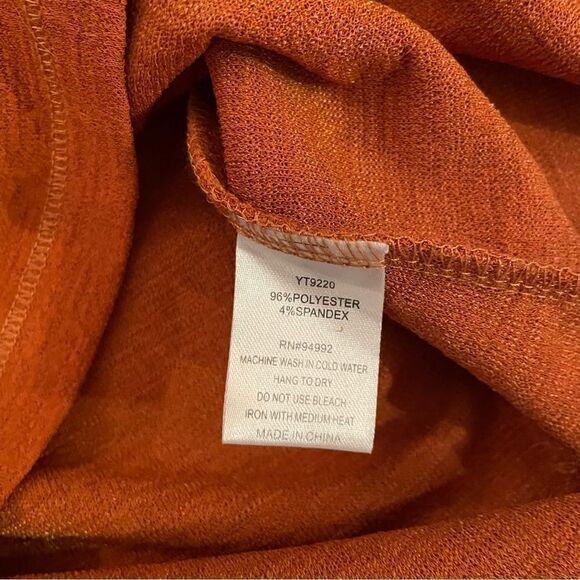 YT9220
96%POLYESTER
4%SPANDEX
RN#94992
MACHINE WASH IN COLD WATER
HANG TO DRY
DO NOT USE BLEACH
IRON WITH MEDIUM HEAT
MADE IN CHINA